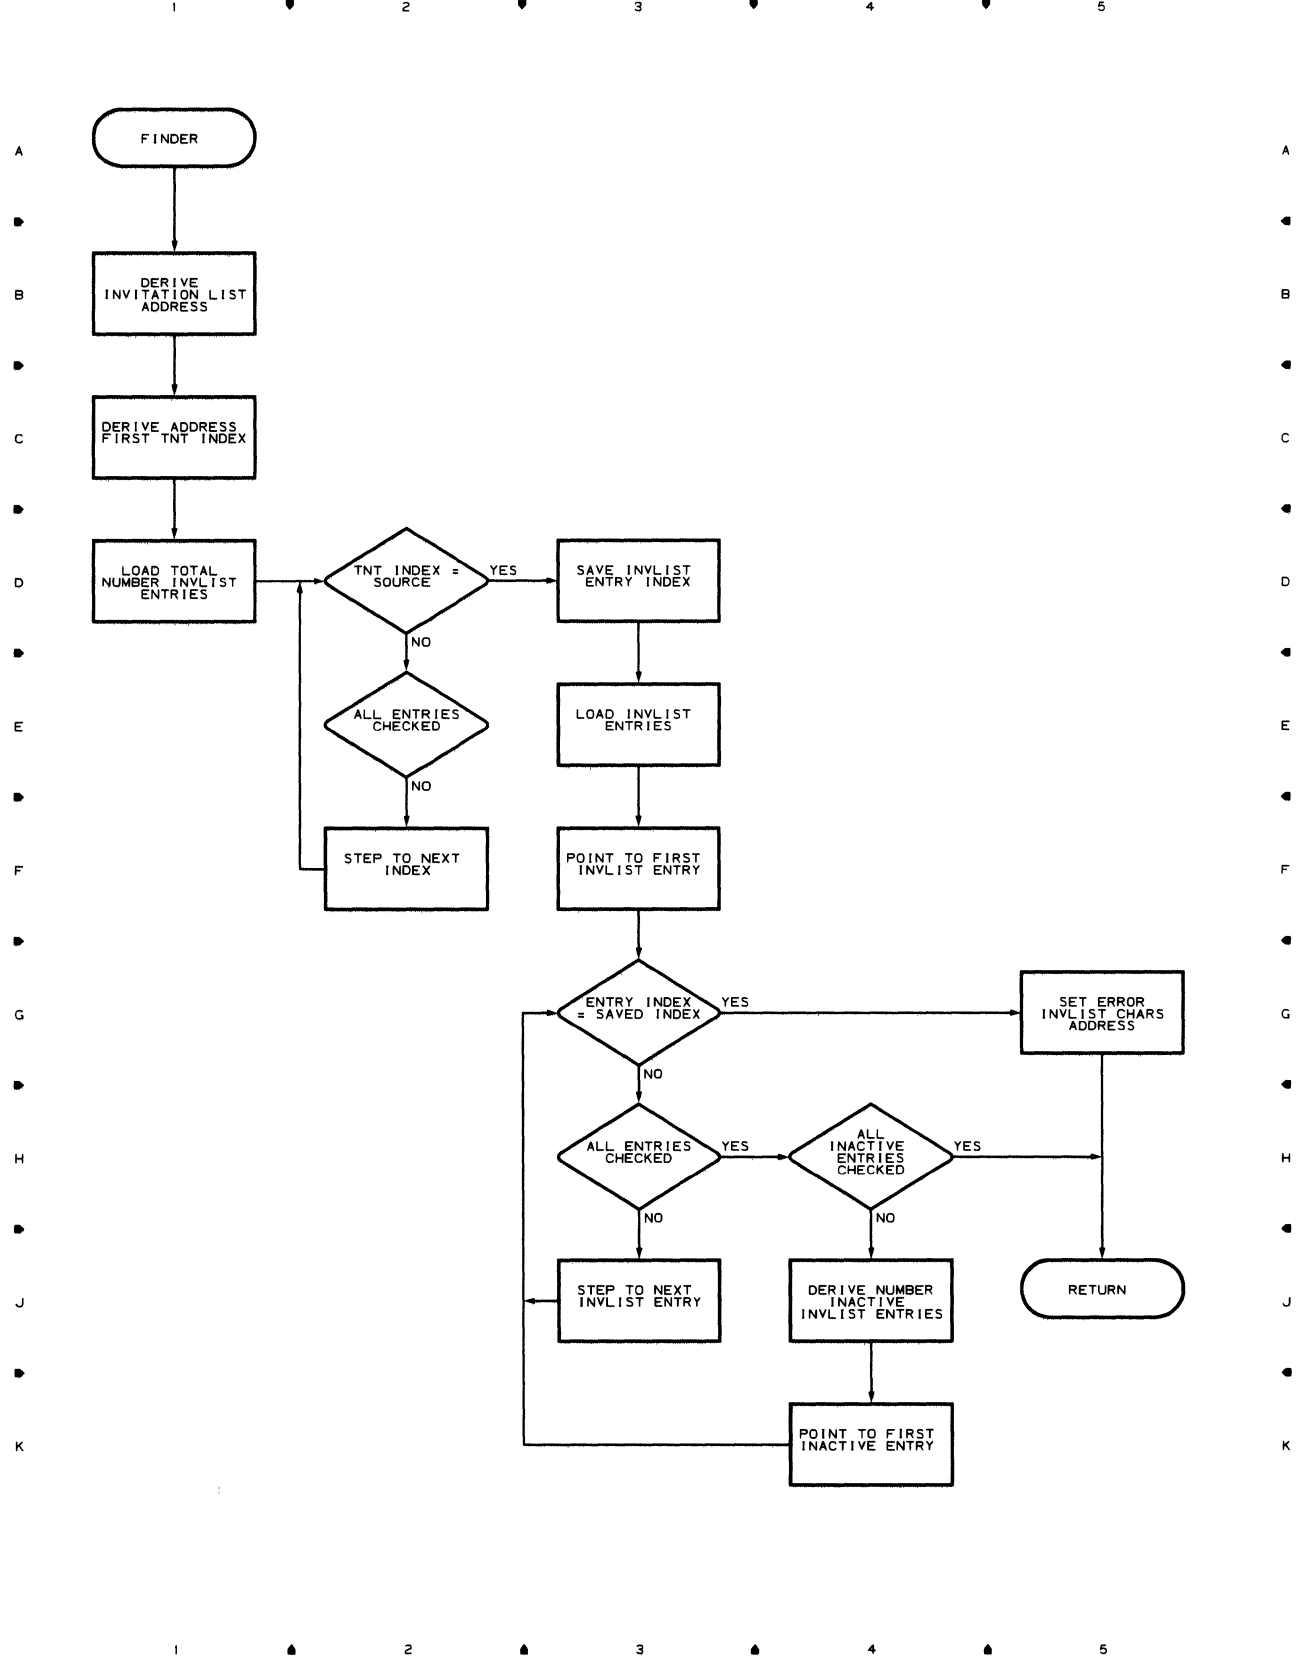 1 2 3 4 5
A
FINDER
A
B
DERIVE
INVITATION LIST
ADDRESS
B
C
DERIVE ADDRESS
FIRST TNT INDEX
C
D
LOAD TOTAL
NUMBER INVLIST
ENTRIES
TNT INDEX =
SOURCE
YES
SAVE INVLIST
ENTRY INDEX
D
NO
E
ALL ENTRIES
CHECKED
LOAD INVLIST
ENTRIES
E
NO
F
STEP TO NEXT
INDEX
POINT TO FIRST
INVLIST ENTRY
F
G
ENTRY INDEX
= SAVED INDEX
YES
SET ERROR
INVLIST CHARS
ADDRESS
G
NO
H
ALL ENTRIES
CHECKED
YES
ALL
INACTIVE
ENTRIES
CHECKED
YES
H
NO
NO
J
STEP TO NEXT
INVLIST ENTRY
DERIVE NUMBER
INACTIVE
INVLIST ENTRIES
RETURN
J
K
POINT TO FIRST
INACTIVE ENTRY
K
1 2 3 4 5